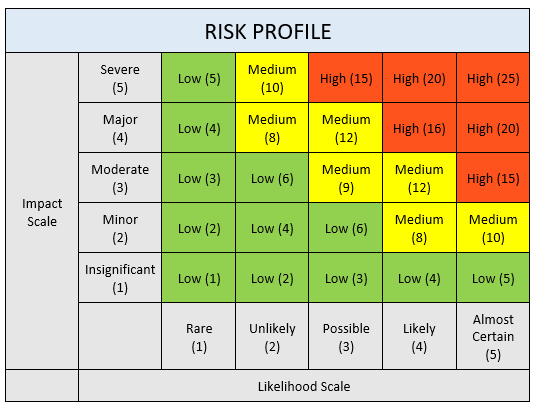 RISK PROFILE
Severe
(5)
Low (5)
Medium
(10)
High (15)
High (20)
High (25)
Major
(4)
Low (4)
Medium
(8)
Medium
(12)
High (16)
High (20)
Impact
Scale
Moderate
(3)
Low (3)
Low (6)
Medium
(9)
Medium
(12)
High (15)
Minor
(2)
Low (2)
Low (4)
Low (6)
Medium
(8)
Medium
(10)
Insignificant
(1)
Low (1)
Low (2)
Low (3)
Low (4)
Low (5)
Rare
(1)
Unlikely
(2)
Possible
(3)
Likely
(4)
Almost
Certain
(5)
Likelihood Scale